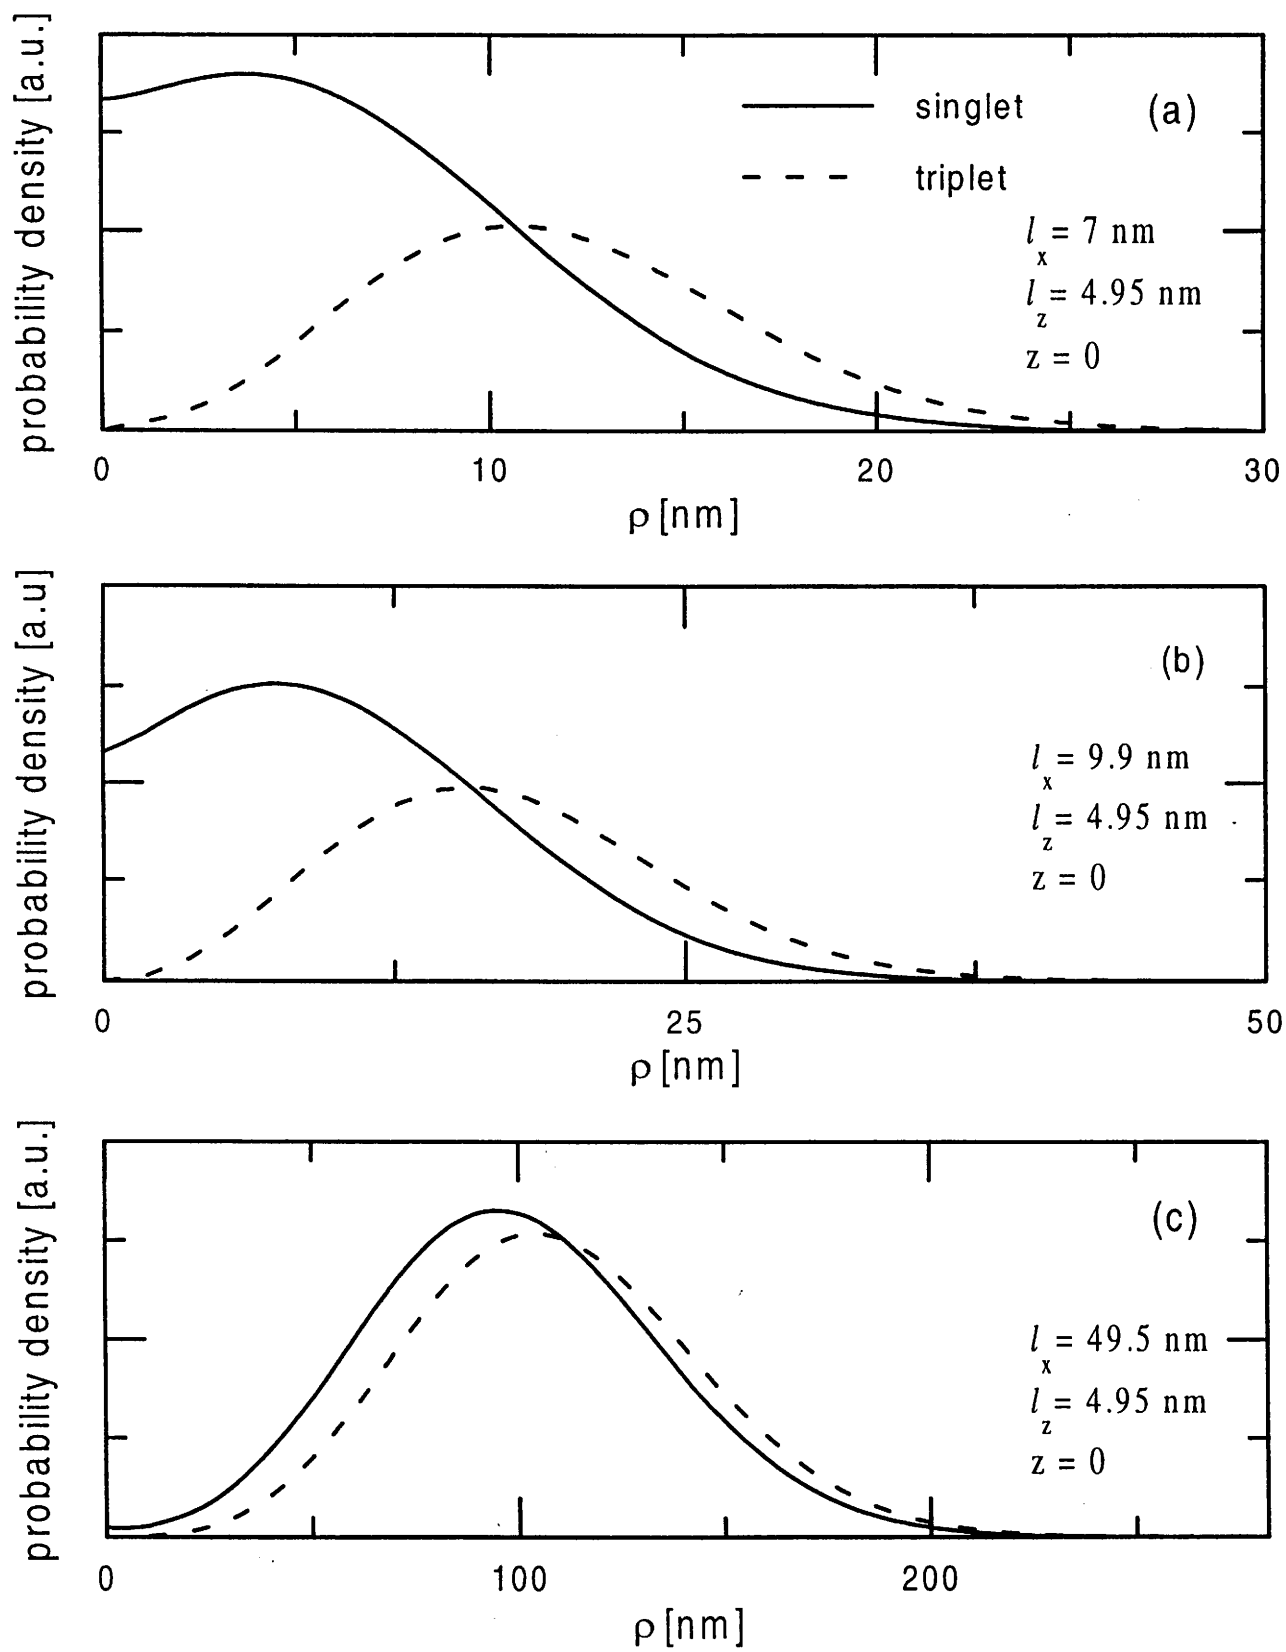 probability density [a.u.]
singlet
(a)
triplet
l_x = 7 nm
l_z = 4.95 nm
z = 0
0 10 20 30
ρ [nm]
probability density [a.u]
(b)
l_x = 9.9 nm
l_z = 4.95 nm
z = 0
0 25 50
ρ [nm]
probability density [a.u.]
(c)
l_x = 49.5 nm
l_z = 4.95 nm
z = 0
0 100 200
ρ [nm]